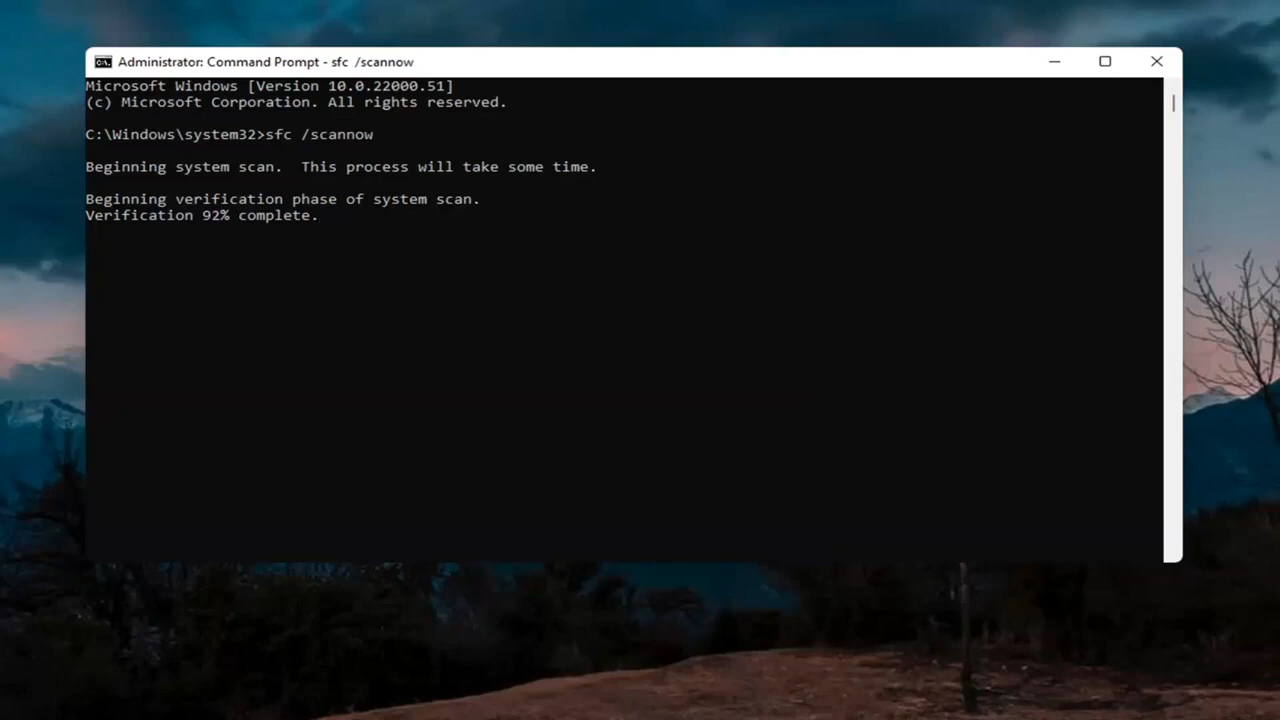 Administrator: Command Prompt - sfc  /scannow
Microsoft Windows [Version 10.0.22000.51]
(c) Microsoft Corporation. All rights reserved.
C:\Windows\system32>sfc /scannow
Beginning system scan.  This process will take some time.
Beginning verification phase of system scan.
Verification 92% complete.